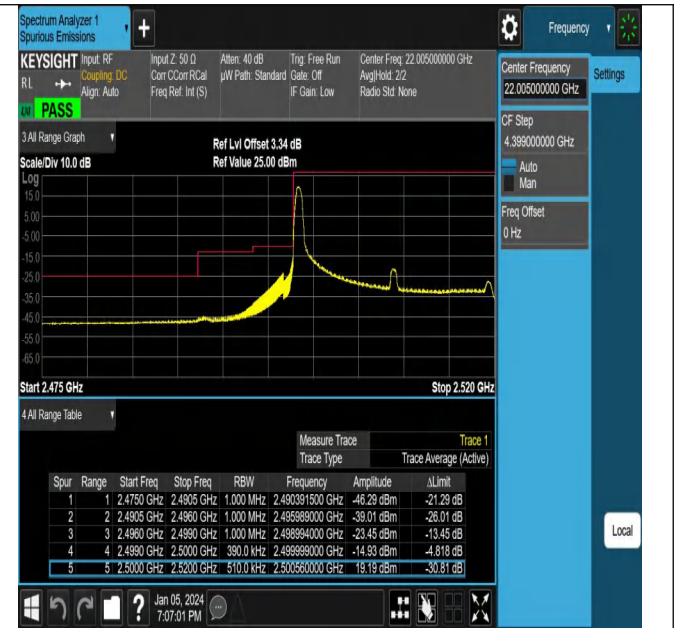 Spectrum Analyzer 1
Spurious Emissions
+
Frequency
KEYSIGHT Input: RF Input Z: 50 Ω Atten: 40 dB Trig: Free Run Center Freq: 22.005000000 GHz
RL Coupling: DC Corr CCorr RCal µW Path: Standard Gate: Off Avg|Hold: 2/2
Align: Auto Freq Ref: Int (S) IF Gain: Low Radio Std: None
PASS
Center Frequency
22.005000000 GHz
Settings
CF Step
4.399000000 GHz
Auto
Man
Freq Offset
0 Hz
3 All Range Graph
Ref Lvl Offset 3.34 dB
Scale/Div 10.0 dB Ref Value 25.00 dBm
Log
15.0
5.00
-5.00
-15.0
-25.0
-35.0
-45.0
-55.0
-65.0
Start 2.475 GHz Stop 2.520 GHz
4 All Range Table
Measure Trace Trace 1
Trace Type Trace Average (Active)
Spur Range Start Freq Stop Freq RBW Frequency Amplitude ΔLimit
1 1 2.4750 GHz 2.4905 GHz 1.000 MHz 2.490391500 GHz -46.29 dBm -21.29 dB
2 2 2.4905 GHz 2.4960 GHz 1.000 MHz 2.495989000 GHz -39.01 dBm -26.01 dB
3 3 2.4960 GHz 2.4990 GHz 1.000 MHz 2.498994000 GHz -23.45 dBm -13.45 dB
4 4 2.4990 GHz 2.5000 GHz 390.0 kHz 2.499999000 GHz -14.93 dBm -4.818 dB
5 5 2.5000 GHz 2.5200 GHz 510.0 kHz 2.500560000 GHz 19.19 dBm -30.81 dB
Local
?
Jan 05, 2024
7:07:01 PM